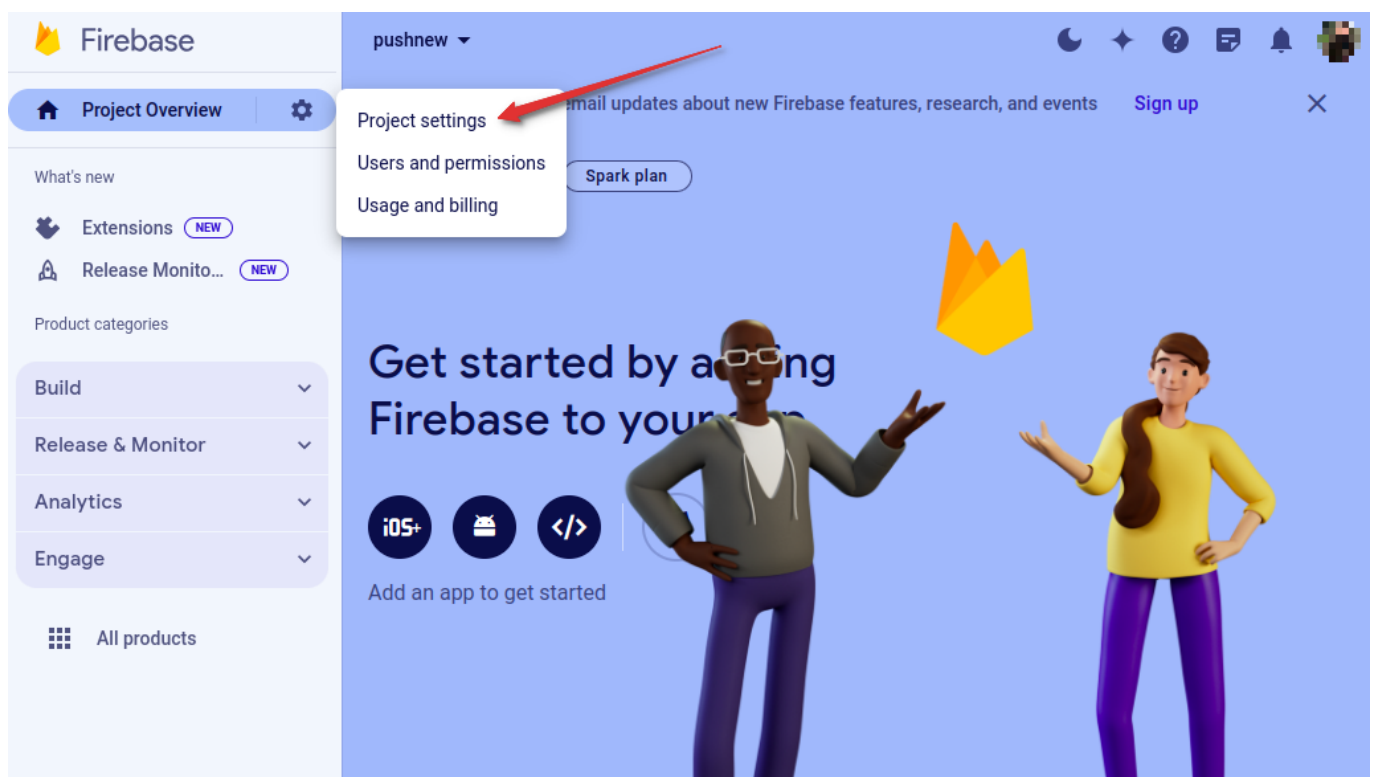 Firebase
pushnew
Project Overview
Project settings
email updates about new Firebase features, research, and events
Sign up
Users and permissions
What's new
Spark plan
Usage and billing
Extensions NEW
Release Monito... NEW
Product categories
Get started by
Firebase to your
Build
Release & Monitor
Analytics
iOS+
</>
Engage
Add an app to get started
All products